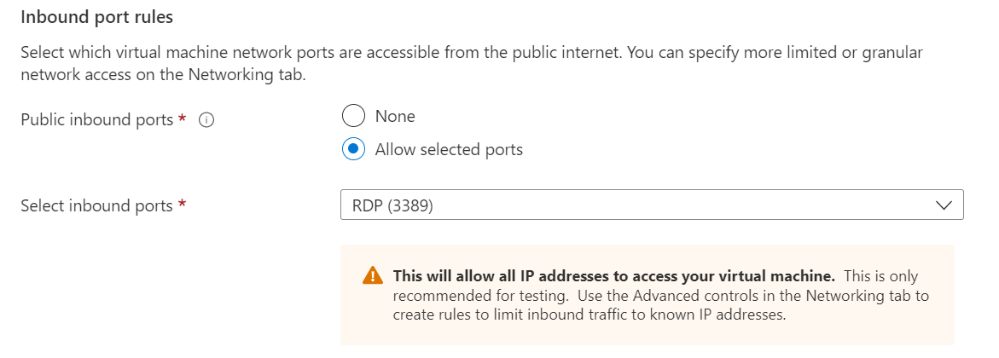 Inbound port rules
Select which virtual machine network ports are accessible from the public internet. You can specify more limited or granular
network access on the Networking tab.
Public inbound ports *
None
Allow selected ports
Select inbound ports *
RDP (3389)
This will allow all IP addresses to access your virtual machine. This is only
recommended for testing. Use the Advanced controls in the Networking tab to
create rules to limit inbound traffic to known IP addresses.